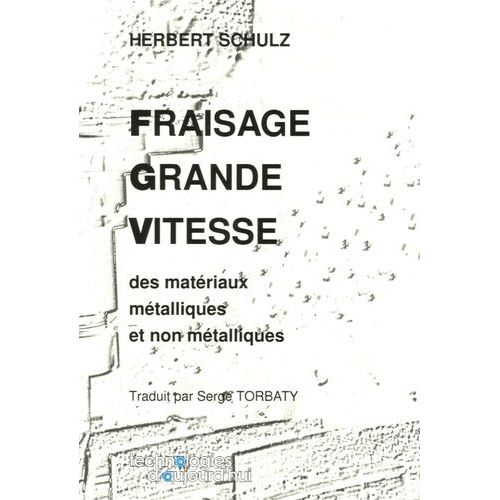 HERBERT SCHULZ
FRAISAGE
GRANDE
VITESSE
des matériaux
métalliques
et non métalliques
Traduit par Serge TORBATY
technologies
d'aujourd'hui